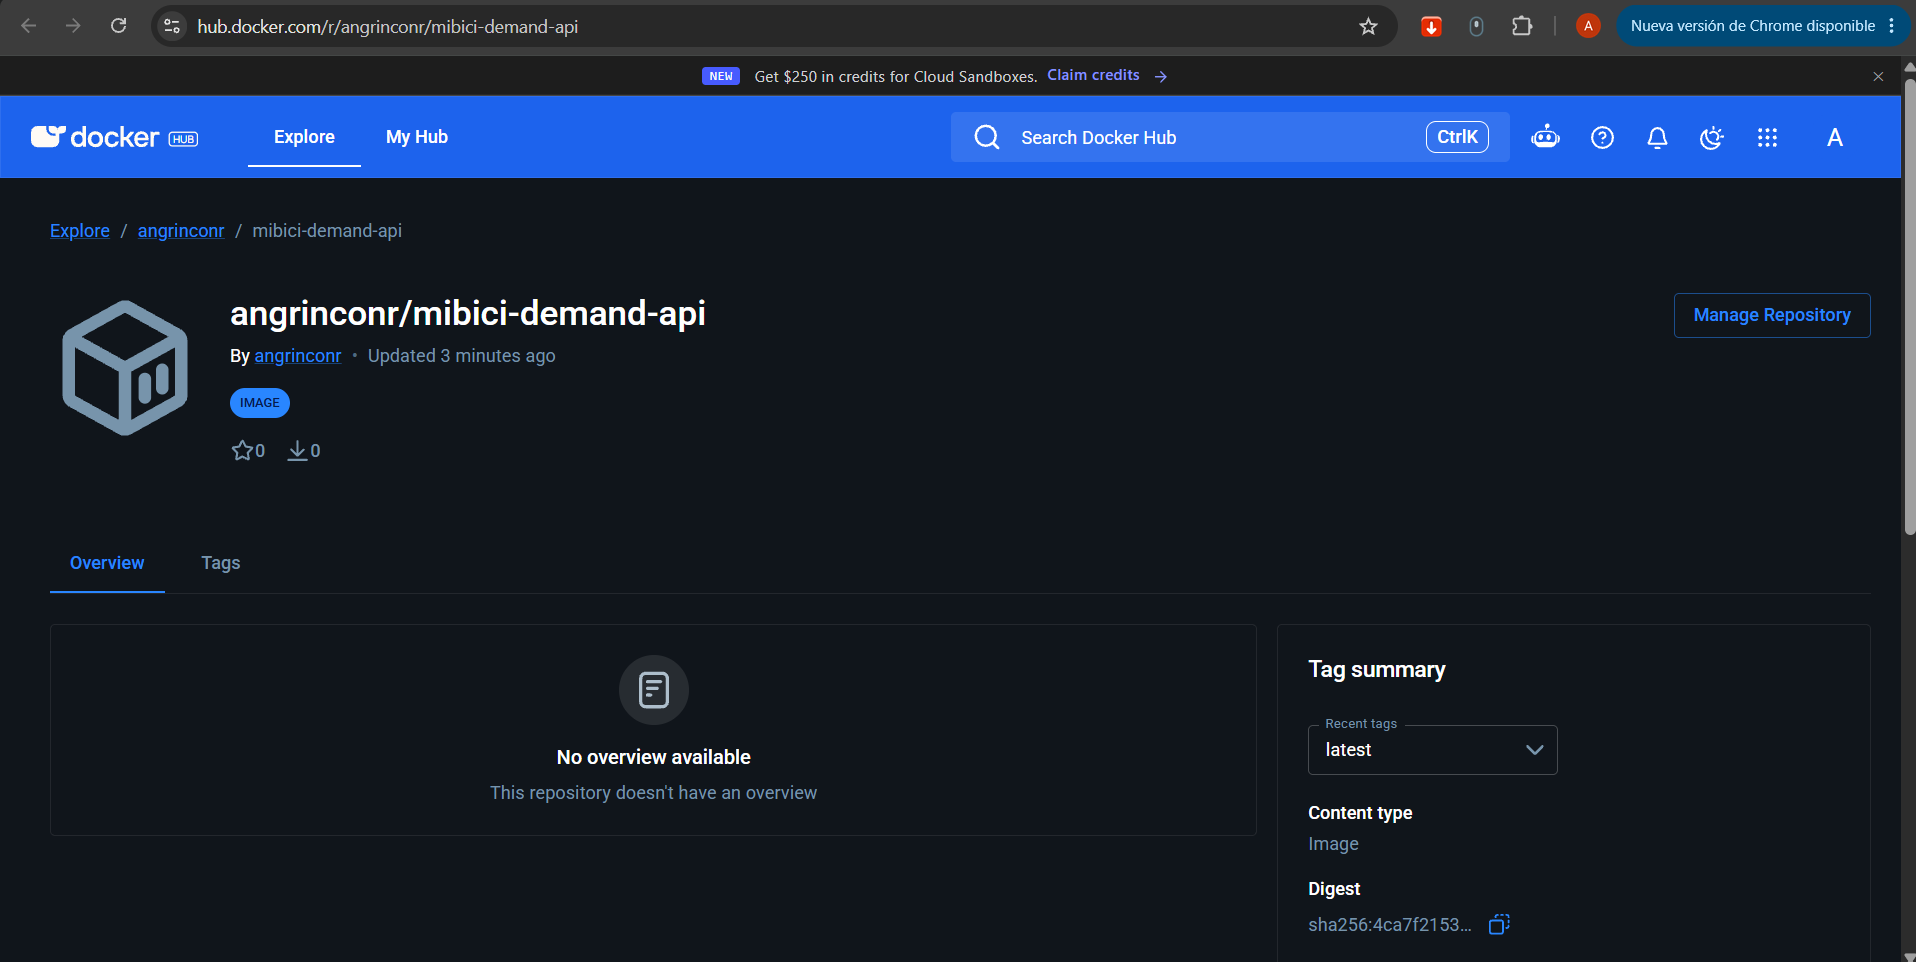 hub.docker.com/r/angrinconr/mibici-demand-api
A
Nueva versión de Chrome disponible
NEW Get $250 in credits for Cloud Sandboxes. Claim credits →
docker HUB
Explore
My Hub
Search Docker Hub
CtrlK
A
Explore / angrinconr / mibici-demand-api
angrinconr/mibici-demand-api
Manage Repository
By angrinconr • Updated 3 minutes ago
IMAGE
0 0
Overview
Tags
No overview available
This repository doesn't have an overview
Tag summary
Recent tags
latest
Content type
Image
Digest
sha256:4ca7f2153...